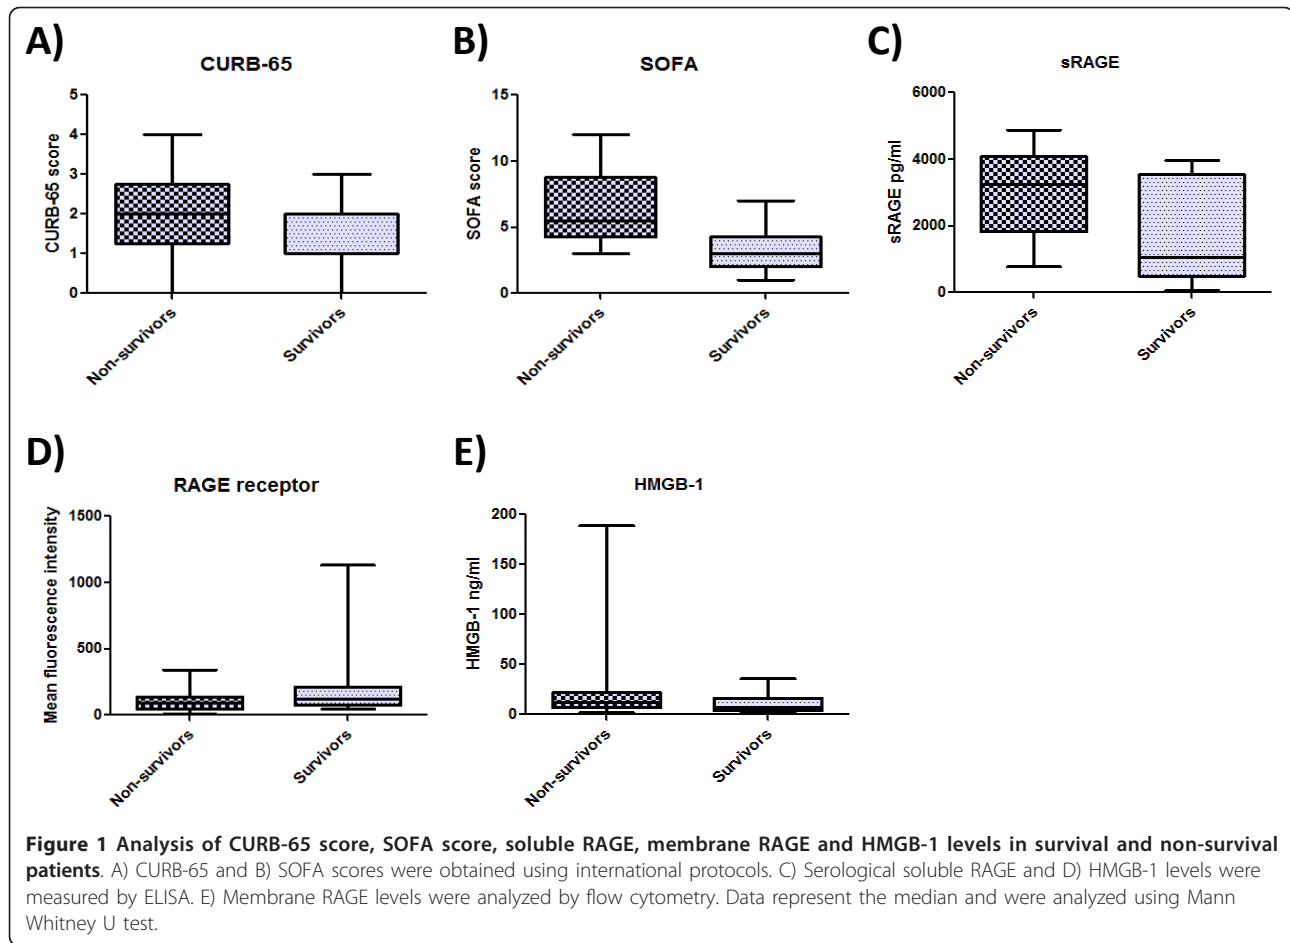 A)
CURB-65
CURB-65 score
5
4
3
2
1
0
Non-survivors
Survivors
B)
SOFA
SOFA score
15
10
5
0
Non-survivors
Survivors
C)
sRAGE
sRAGE pg/ml
6000
4000
2000
0
Non-survivors
Survivors
D)
RAGE receptor
Mean fluorescence intensity
1500
1000
500
0
Non-survivors
Survivors
E)
HMGB-1
HMGB-1 ng/ml
200
150
100
50
0
Non-survivors
Survivors
Figure 1 Analysis of CURB-65 score, SOFA score, soluble RAGE, membrane RAGE and HMGB-1 levels in survival and non-survival
patients. A) CURB-65 and B) SOFA scores were obtained using international protocols. C) Serological soluble RAGE and D) HMGB-1 levels were
measured by ELISA. E) Membrane RAGE levels were analyzed by flow cytometry. Data represent the median and were analyzed using Mann
Whitney U test.